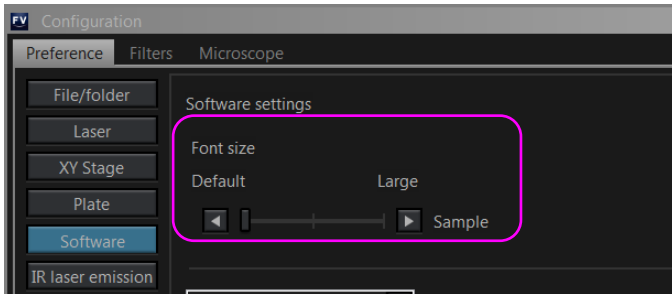 FV Configuration
Preference Filters Microscope
File/folder
Laser
XY Stage
Plate
Software
IR laser emission
Software settings
Font size
Default Large
Sample